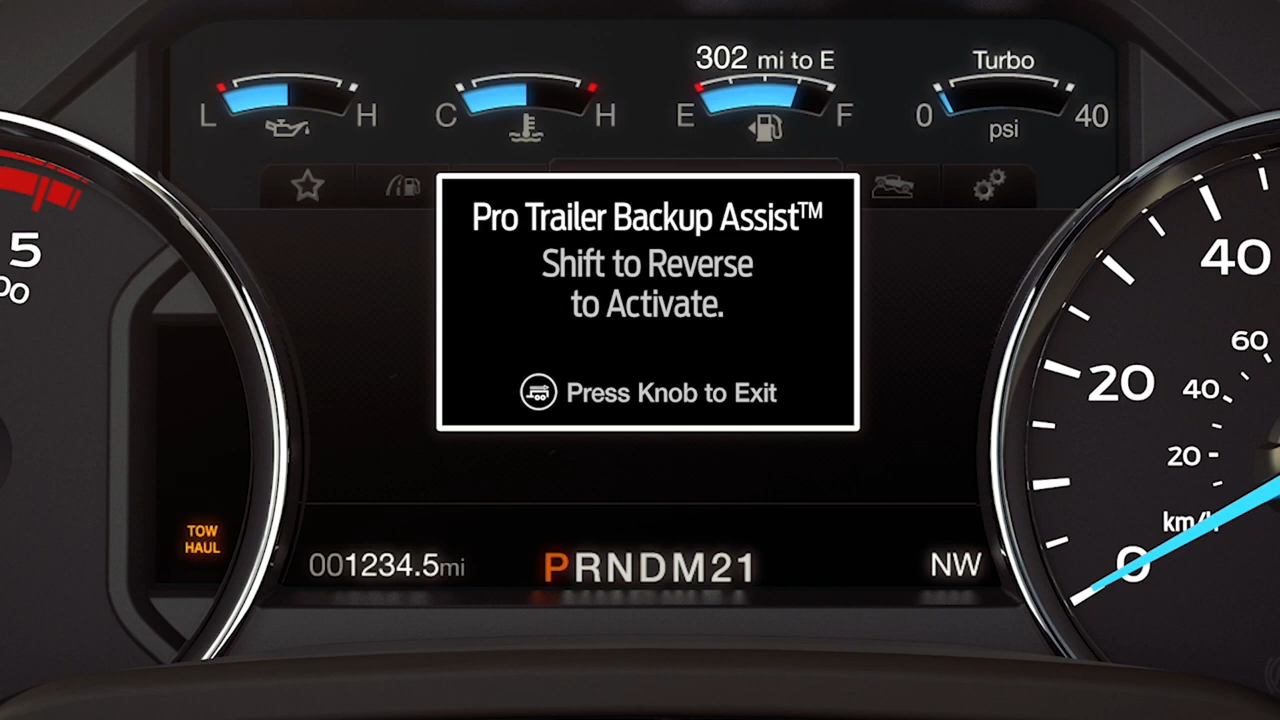 302 mi to E
Turbo
L H
C H
E F
0 40
psi
Pro Trailer Backup Assist™
Shift to Reverse
to Activate.
Press Knob to Exit
5
40
20
0
60
40
20
km/h
TOW
HAUL
001234.5mi
PRNDM21
NW